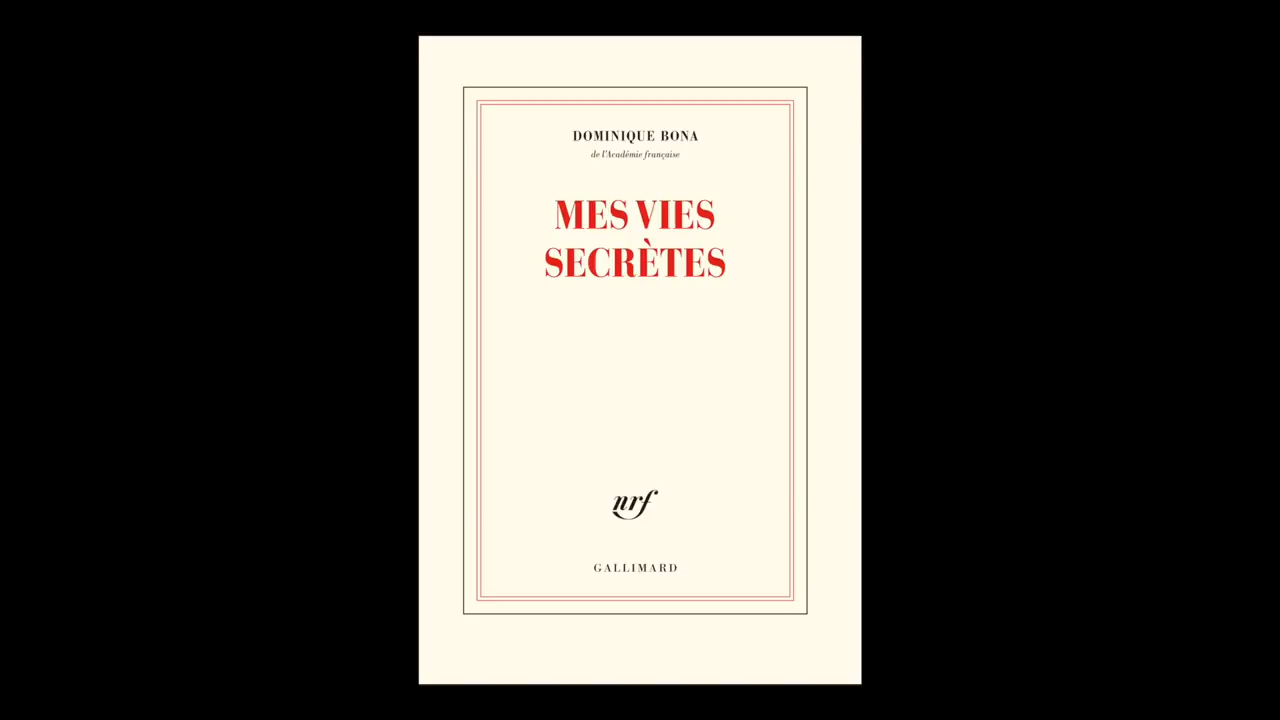 DOMINIQUE BONA
de l'Académie française
MES VIES
SECRÈTES
nrf
GALLIMARD